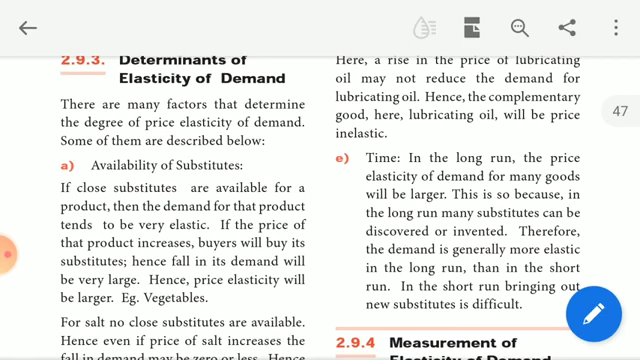 2.9.3. Determinants of
Elasticity of Demand
There are many factors that determine
the degree of price elasticity of demand.
Some of them are described below:
a) Availability of Substitutes:
If close substitutes are available for a
product, then the demand for that product
tends to be very elastic. If the price of
that product increases, buyers will buy its
substitutes; hence fall in its demand will
be very large. Hence, price elasticity will
be larger. Eg. Vegetables.
For salt no close substitutes are available.
Hence even if price of salt increases the
fall in demand may be zero or less. Hence
Here, a rise in the price of lubricating
oil may not reduce the demand for
lubricating oil. Hence, the complementary
good, here, lubricating oil, will be price
inelastic.
e) Time: In the long run, the price
elasticity of demand for many goods
will be larger. This is so because, in
the long run many substitutes can be
discovered or invented. Therefore,
the demand is generally more elastic
in the long run, than in the short
run. In the short run bringing out
new substitutes is difficult.
2.9.4 Measurement of
Elasticity of Demand
47